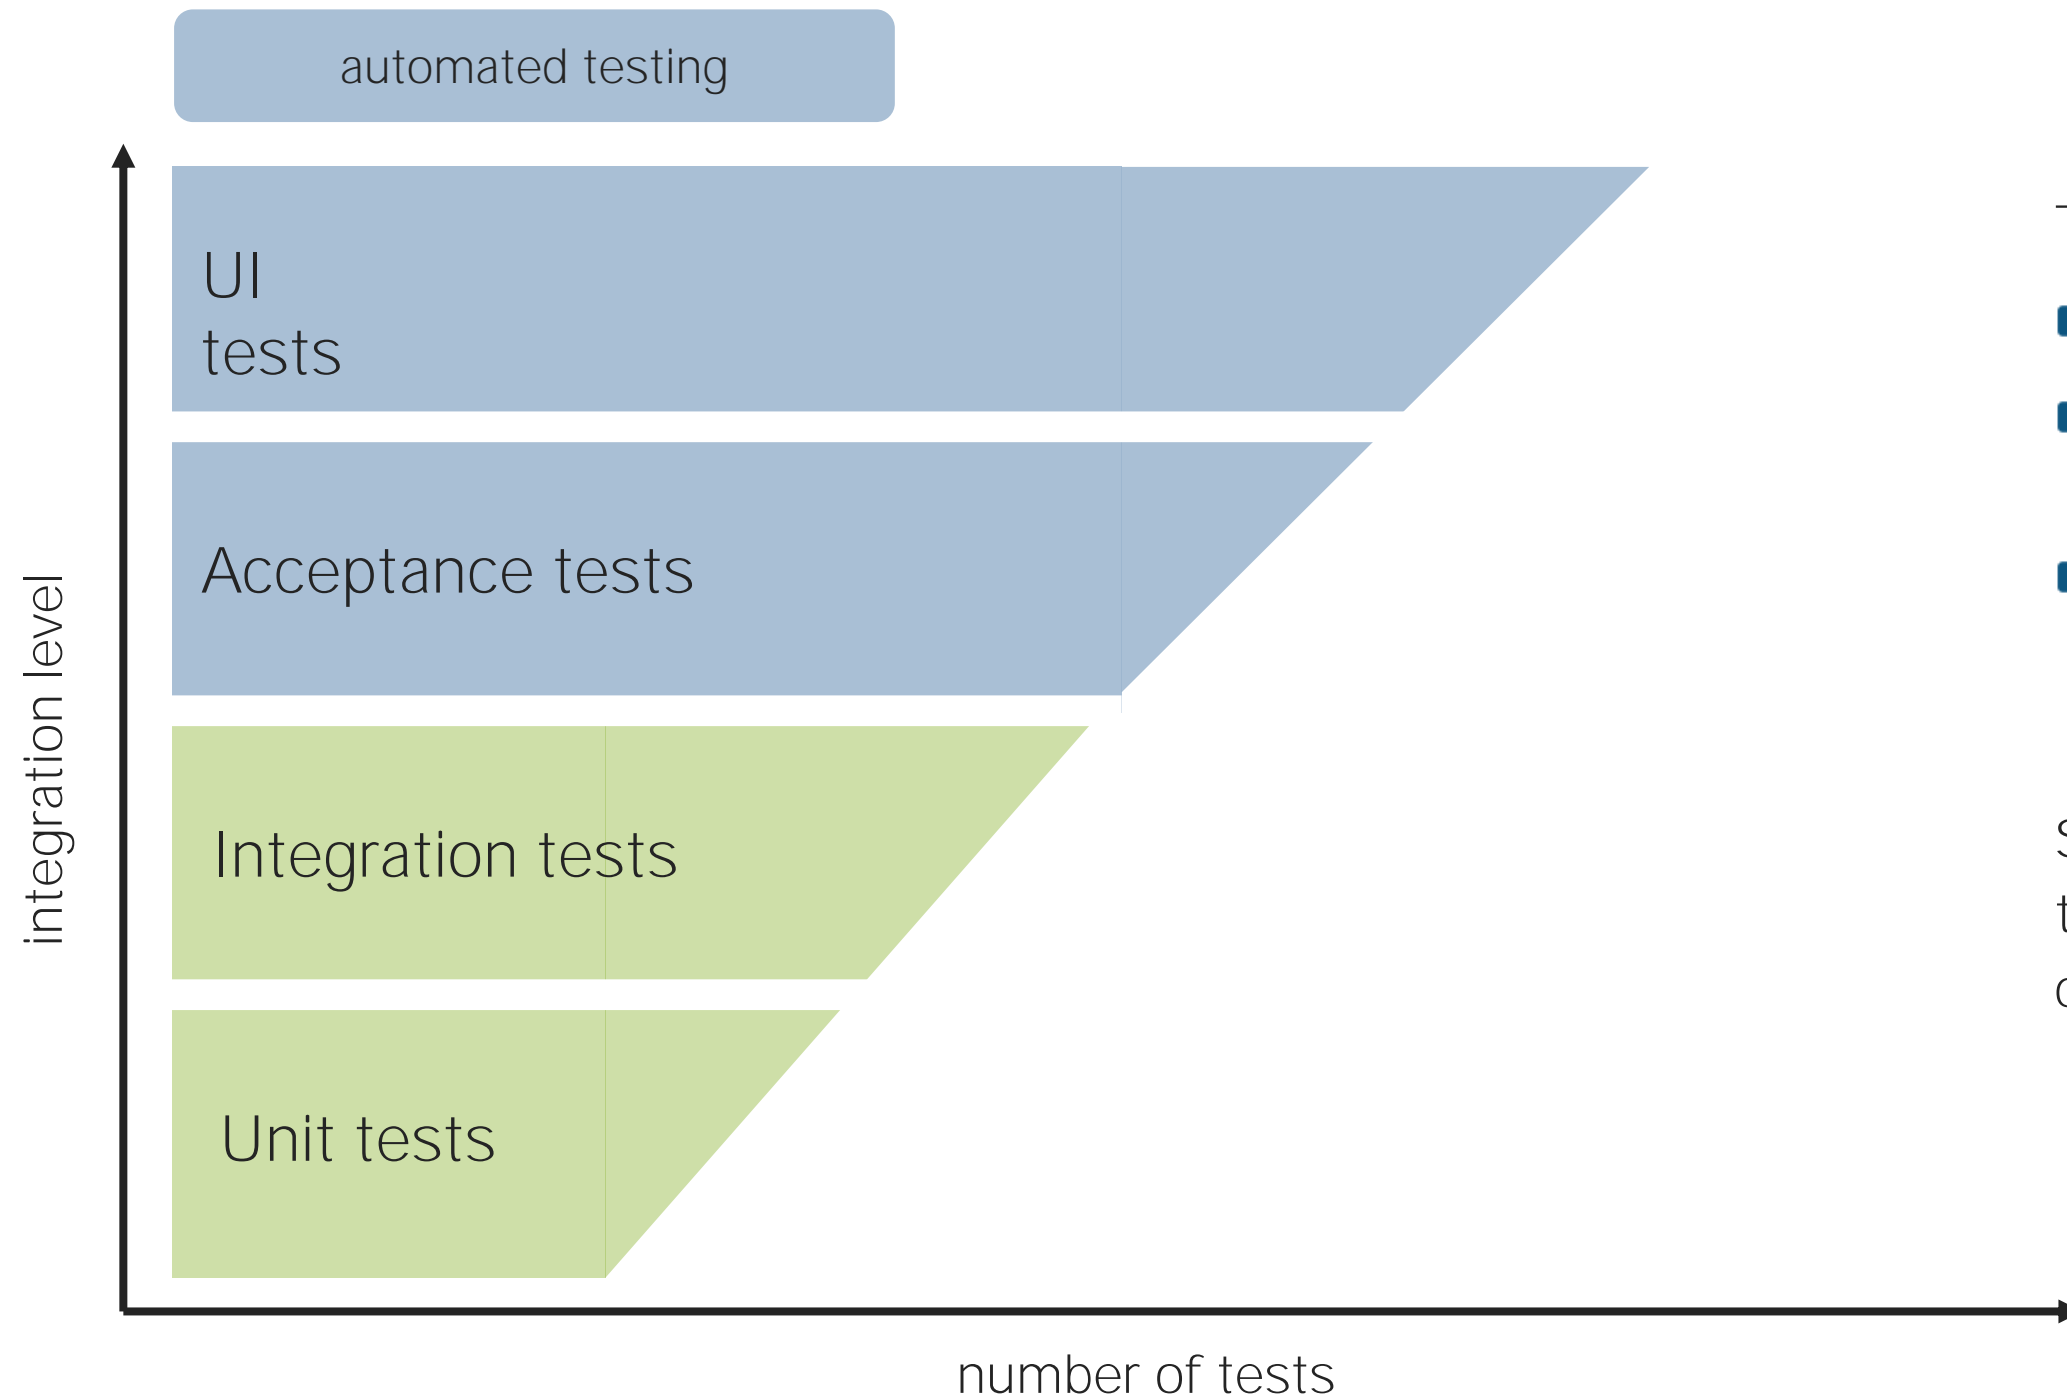 automated testing
UI
tests
Acceptance tests
Integration tests
Unit tests
integration level
number of tests